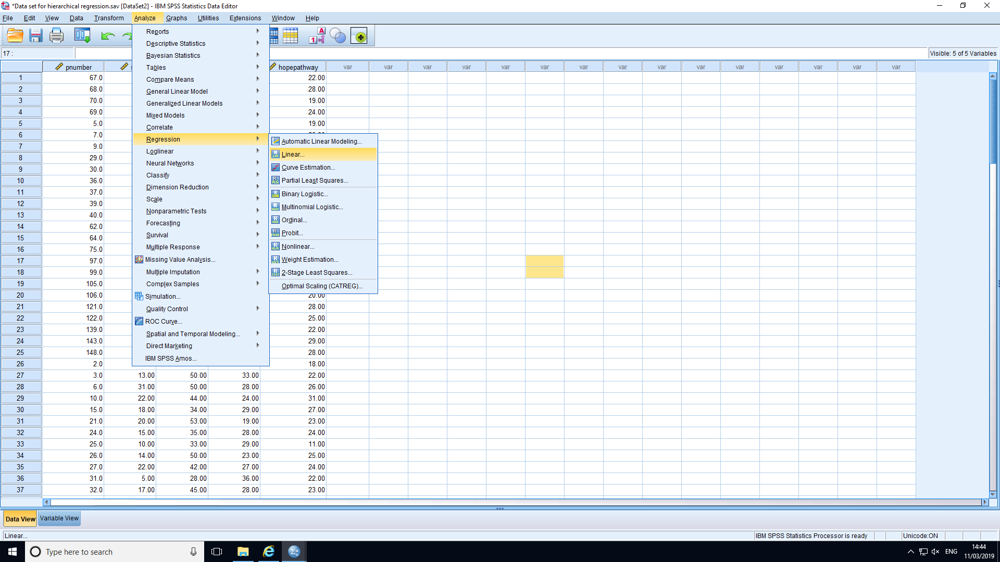 *Data set for hierarchical regression.sav [DataSet2] - IBM SPSS Statistics Data Editor
File Edit View Data Transform Analyze Graphs Utilities Extensions Window Help
17 :
Visible: 5 of 5 Variables
pnumber hopepathway var var var var var var var var var var var var var var var
1 67.0 22.00
2 68.0 28.00
3 70.0 19.00
4 69.0 24.00
5 5.0 19.00
6 7.0
7 9.0
8 29.0
9 30.0
10 36.0
11 37.0
12 39.0
13 40.0
14 62.0
15 64.0
16 75.0
17 97.0
18 99.0
19 105.0
20 106.0 20.00
21 121.0 28.00
22 122.0 25.00
23 139.0 22.00
24 143.0 29.00
25 148.0 28.00
26 2.0 18.00
27 3.0 13.00 50.00 33.00 22.00
28 6.0 31.00 50.00 28.00 26.00
29 10.0 22.00 44.00 24.00 31.00
30 15.0 18.00 34.00 29.00 27.00
31 21.0 20.00 53.00 19.00 23.00
32 24.0 15.00 35.00 28.00 24.00
33 25.0 10.00 33.00 29.00 11.00
34 26.0 14.00 50.00 23.00 25.00
35 27.0 22.00 42.00 27.00 24.00
36 31.0 5.00 28.00 36.00 22.00
37 32.0 17.00 45.00 28.00 23.00
Reports
Descriptive Statistics
Bayesian Statistics
Tables
Compare Means
General Linear Model
Generalized Linear Models
Mixed Models
Correlate
Regression
Loglinear
Neural Networks
Classify
Dimension Reduction
Scale
Nonparametric Tests
Forecasting
Survival
Multiple Response
Missing Value Analysis...
Multiple Imputation
Complex Samples
Simulation...
Quality Control
ROC Curve...
Spatial and Temporal Modeling...
Direct Marketing
IBM SPSS Amos...
Automatic Linear Modeling...
Linear...
Curve Estimation...
Partial Least Squares...
Binary Logistic...
Multinomial Logistic...
Ordinal...
Probit...
Nonlinear...
Weight Estimation...
2-Stage Least Squares...
Optimal Scaling (CATREG)...
Data View Variable View
Linear...
IBM SPSS Statistics Processor is ready
Unicode:ON
Type here to search
ENG
14:44
11/03/2019